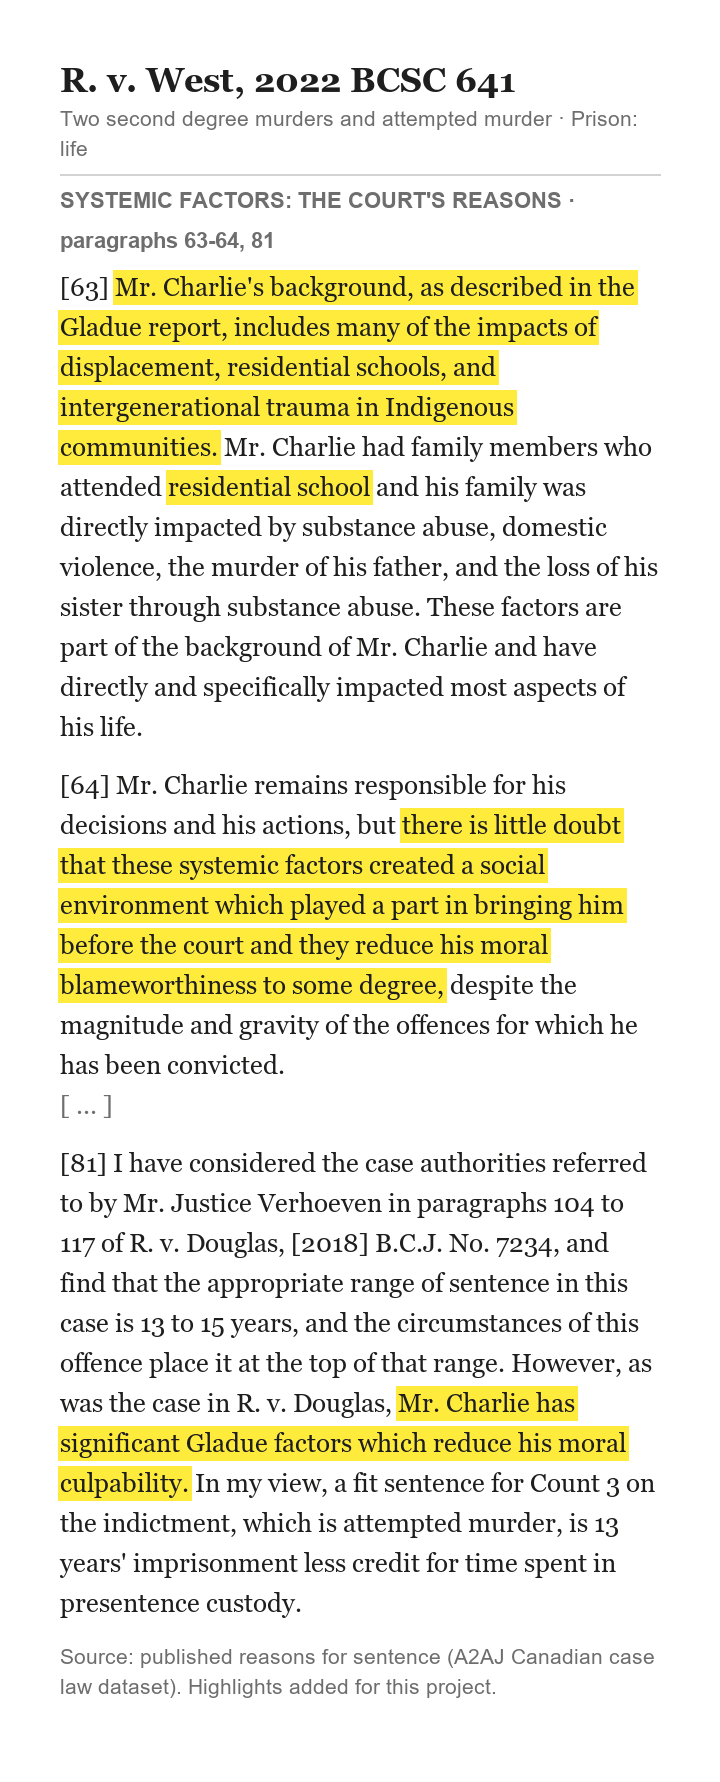 R. v. West, 2022 BCSC 641
Two second degree murders and attempted murder · Prison:
life
SYSTEMIC FACTORS: THE COURT'S REASONS ·
paragraphs 63-64, 81
[63] Mr. Charlie's background, as described in the
Gladue report, includes many of the impacts of
displacement, residential schools, and
intergenerational trauma in Indigenous
communities. Mr. Charlie had family members who
attended residential school and his family was
directly impacted by substance abuse, domestic
violence, the murder of his father, and the loss of his
sister through substance abuse. These factors are
part of the background of Mr. Charlie and have
directly and specifically impacted most aspects of
his life.
[64] Mr. Charlie remains responsible for his
decisions and his actions, but there is little doubt
that these systemic factors created a social
environment which played a part in bringing him
before the court and they reduce his moral
blameworthiness to some degree, despite the
magnitude and gravity of the offences for which he
has been convicted.
[ ... ]
[81] I have considered the case authorities referred
to by Mr. Justice Verhoeven in paragraphs 104 to
117 of R. v. Douglas, [2018] B.C.J. No. 7234, and
find that the appropriate range of sentence in this
case is 13 to 15 years, and the circumstances of this
offence place it at the top of that range. However, as
was the case in R. v. Douglas, Mr. Charlie has
significant Gladue factors which reduce his moral
culpability. In my view, a fit sentence for Count 3 on
the indictment, which is attempted murder, is 13
years' imprisonment less credit for time spent in
presentence custody.
Source: published reasons for sentence (A2AJ Canadian case
law dataset). Highlights added for this project.